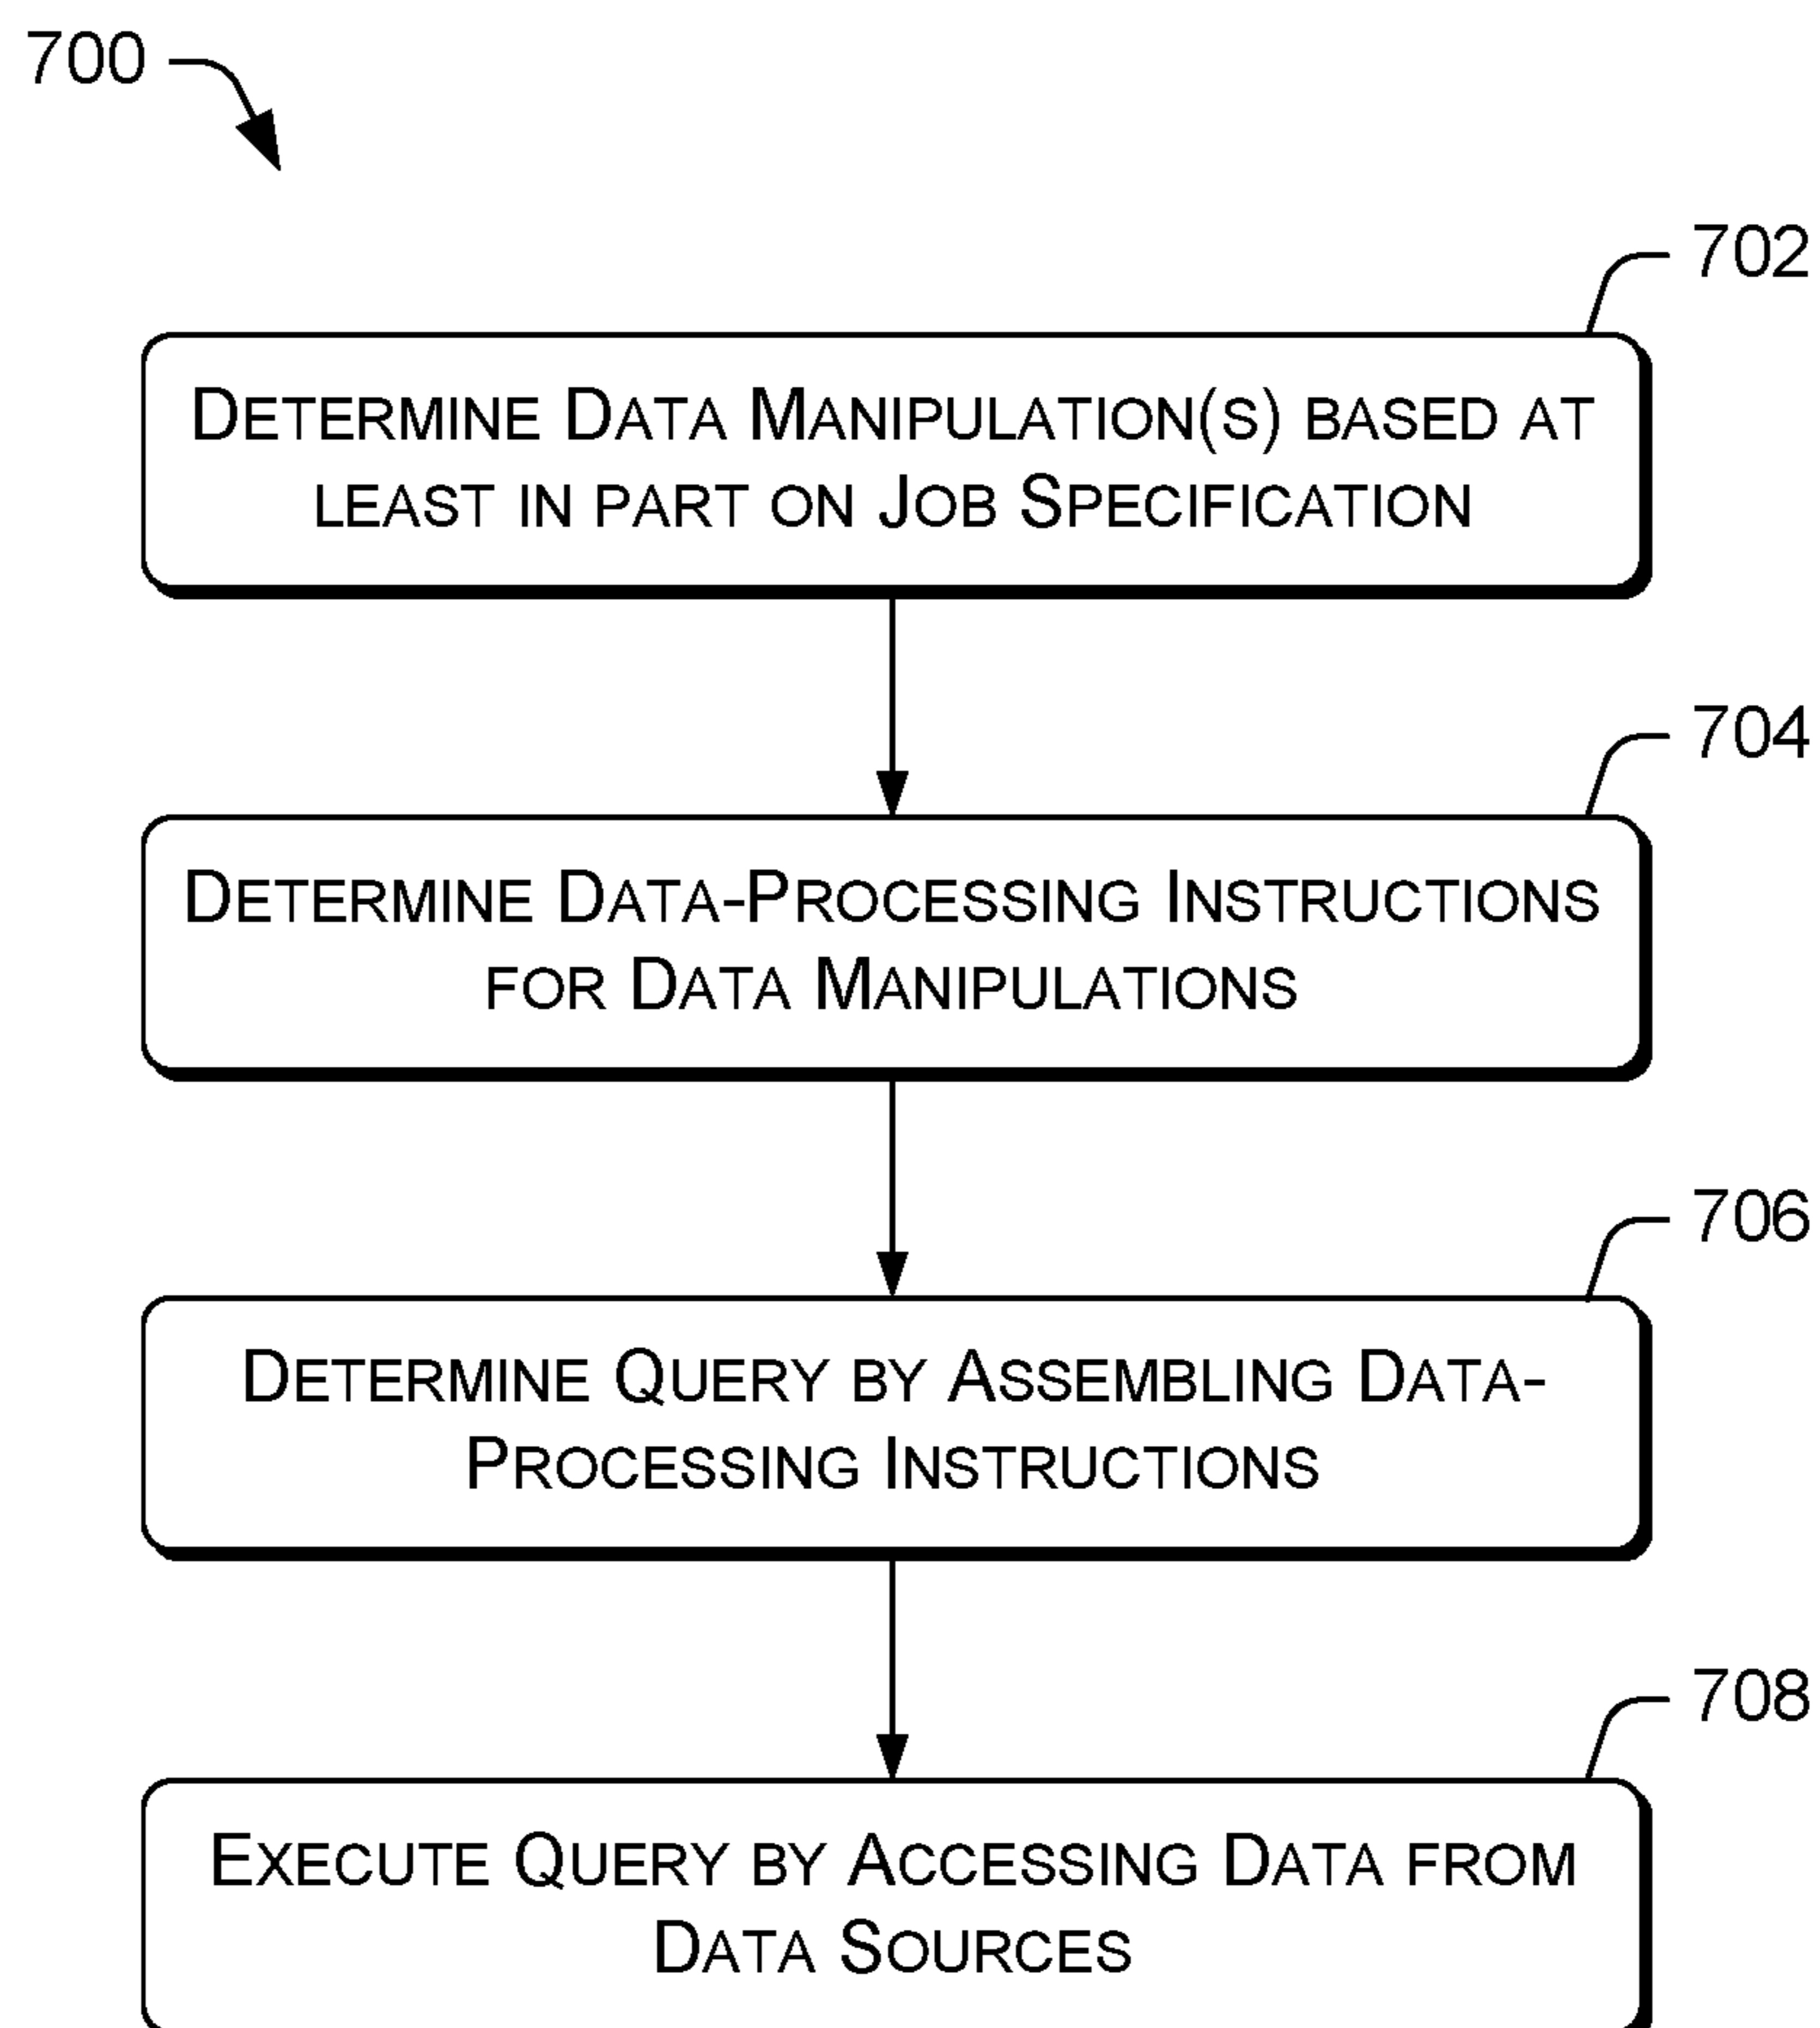 700
702
Determine Data Manipulation(s) based at
least in part on Job Specification
704
Determine Data-Processing Instructions
for Data Manipulations
706
Determine Query by Assembling Data-
Processing Instructions
708
Execute Query by Accessing Data from
Data Sources